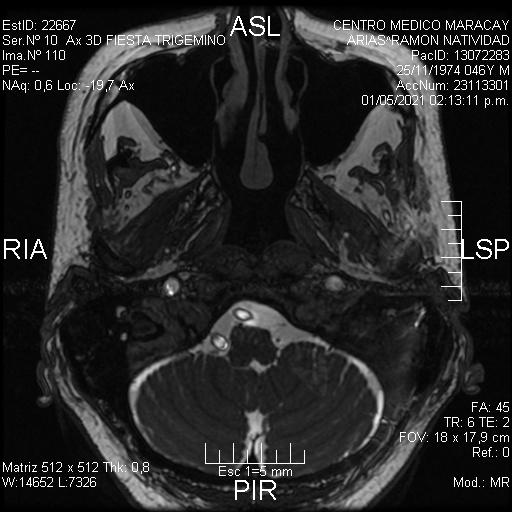 EstID: 22667
Ser.Nº 10 Ax 3D FIESTA TRIGEMINO
Ima.Nº 110
PE= --
NAq: 0,6 Loc: -19,7 Ax
ASL
CENTRO MEDICO MARACAY
ARIAS^RAMON NATIVIDAD
PacID: 13072283
25/11/1974 046Y M
AccNum: 23113301
01/05/2021 02:13:11 p.m.
RIA
LSP
Matriz 512 x 512 Thk: 0,8
W:14652 L:7326
Esc 1=5 mm
PIR
FA: 45
TR: 6 TE: 2
FOV: 18 x 17,9 cm
Ref.: 0
Mod.: MR